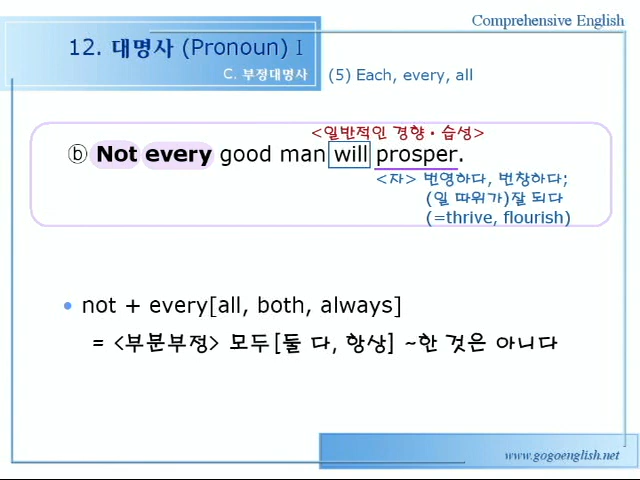 Comprehensive English
12. 대명사 (Pronoun) I
C. 부정대명사
(5) Each, every, all
<일반적인 경향·습성>
ⓑ Not every good man will prosper.
<자> 번영하다, 번창하다;
(일 따위가)잘 되다
(=thrive, flourish)
• not + every[all, both, always]
= <부분부정> 모두[둘 다, 항상] ~한 것은 아니다
www.gogoenglish.net